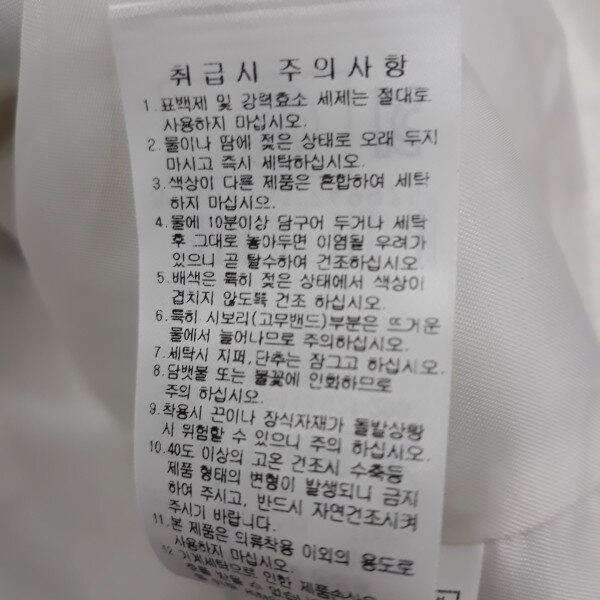 취급시 주의사항
1. 표백제 및 강력효소 세제는 절대로
사용하지 마십시오.
2. 물이나 땀에 젖은 상태로 오래 두지
마시고 즉시 세탁하십시오.
3. 색상이 다른 제품은 혼합하여 세탁
하지 마십시오.
4. 물에 10분이상 담구어 두거나 세탁
후 그대로 놓아두면 이염될 우려가
있으니 곧 탈수하여 건조하십시오.
5. 배색은 특히 젖은 상태에서 색상이
겹치지 않도록 건조 하십시오.
6. 특히 시보리(고무밴드)부분은 뜨거운
물에서 늘어나므로 주의하십시오.
7. 세탁시 지퍼,단추는 잠그고 하십시오.
8. 담뱃불 또는 불꽃에 인화하므로
주의 하십시오.
9. 착용시 끈이나 장식자재가 돌발상황
시 위험할 수 있으니 주의 하십시오.
10. 40도 이상의 고온 건조시 수축등
제품 형태의 변형이 발생되니 금지
하여 주시고, 반드시 자연건조시켜
주시기 바랍니다.
11. 본 제품은 의류착용 이외의 용도로
사용하지 마십시오.
12. 기계세탁으로 인한 제품손상은